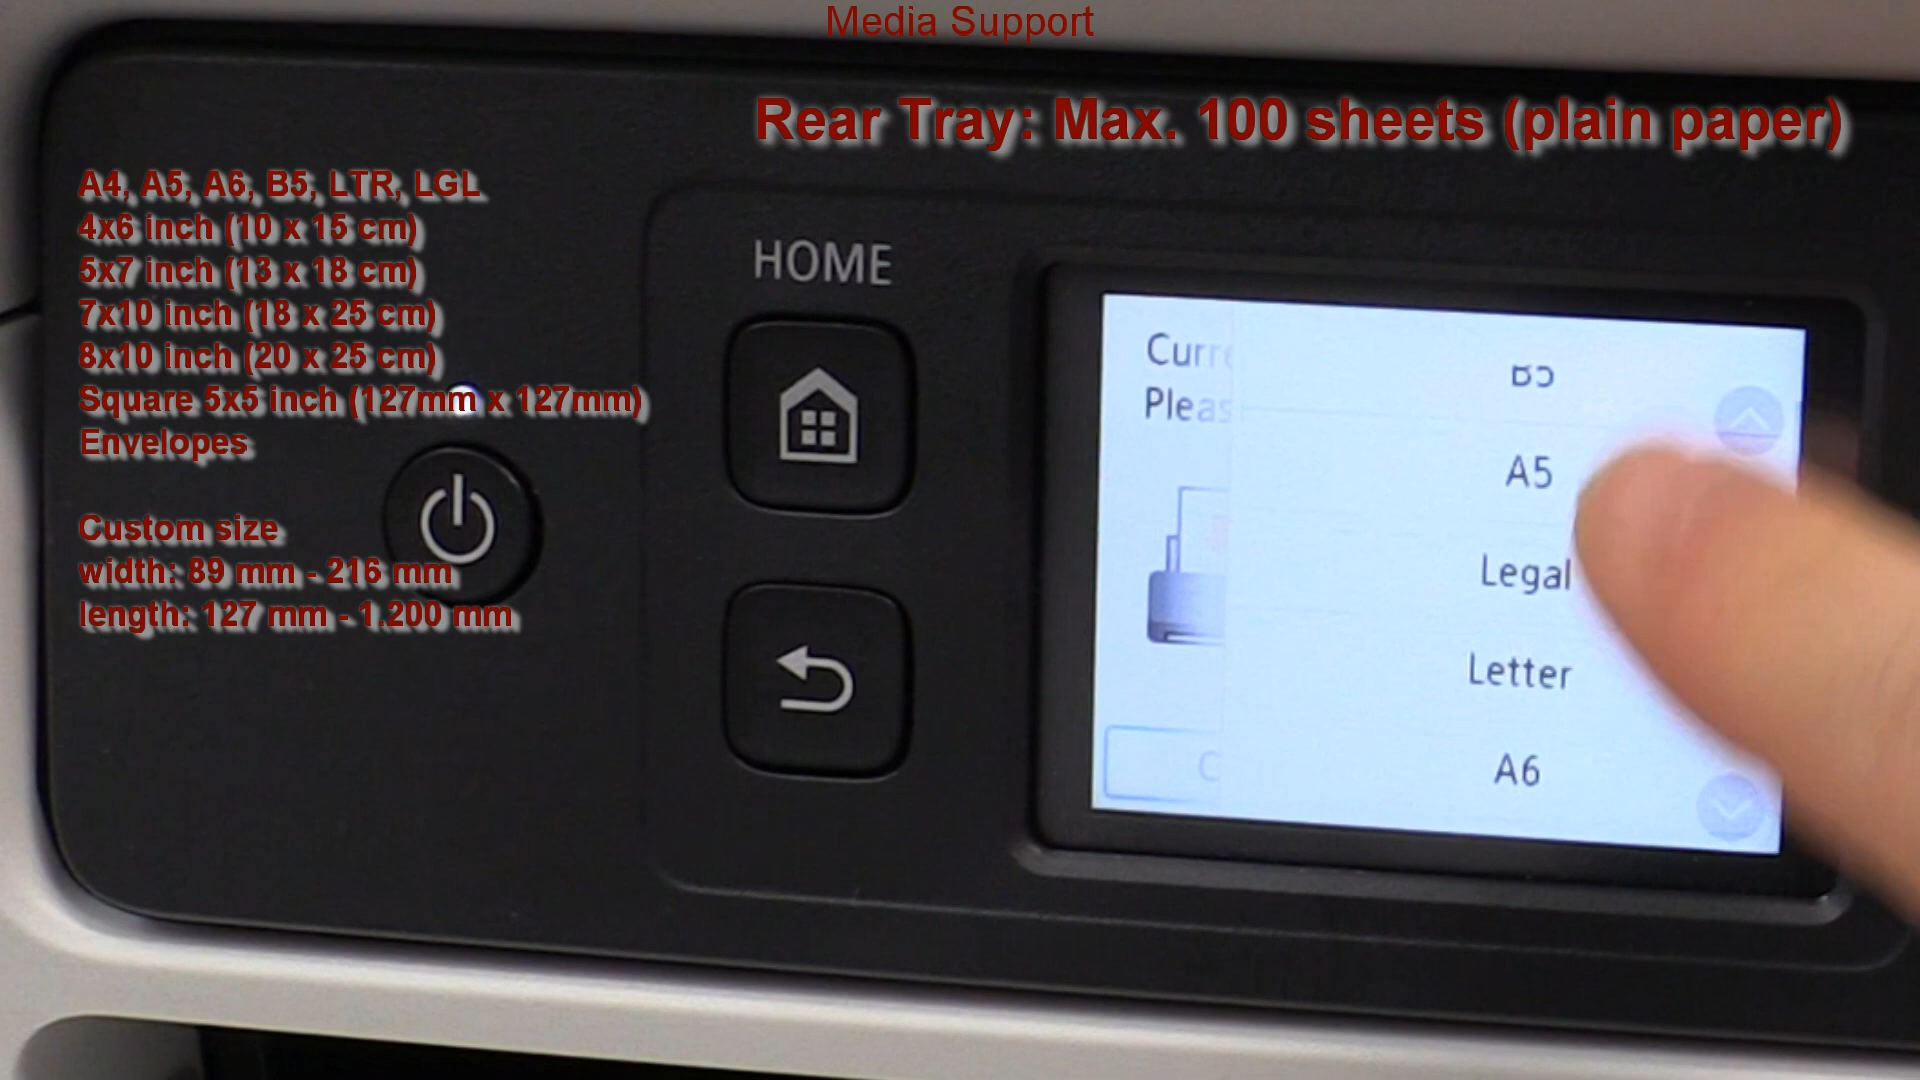 Media Support
Rear Tray: Max. 100 sheets (plain paper)
A4, A5, A6, B5, LTR, LGL
4x6 inch (10 x 15 cm)
5x7 inch (13 x 18 cm)
7x10 inch (18 x 25 cm)
8x10 inch (20 x 25 cm)
Square 5x5 inch (127mm x 127mm)
Envelopes
Custom size
width: 89 mm - 216 mm
length: 127 mm - 1.200 mm
HOME
Curre
Pleas
B5
A5
Legal
Letter
A6
C